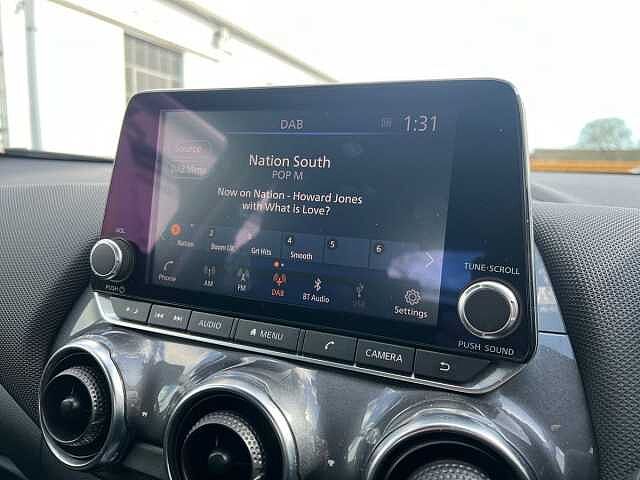 DAB
1:31
Source
Nation South
POP M
Now on Nation - Howard Jones
with What is Love?
1 2 4 5 6
Nation Boom UK Grt Hits Smooth
Phone AM FM DAB BT Audio USB Settings
VOL
PUSH
TUNE·SCROLL
PUSH SOUND
AUDIO MENU CAMERA